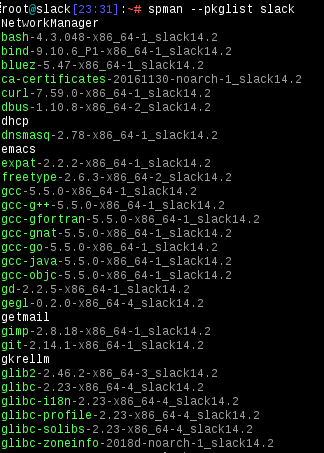 root@slack[23:31]:~# spman --pkglist slack
NetworkManager
bash-4.3.048-x86_64-1_slack14.2
bind-9.10.6_P1-x86_64-1_slack14.2
bluez-5.47-x86_64-1_slack14.2
ca-certificates-20161130-noarch-1_slack14.2
curl-7.59.0-x86_64-1_slack14.2
dbus-1.10.8-x86_64-2_slack14.2
dhcp
dnsmasq-2.78-x86_64-1_slack14.2
emacs
expat-2.2.2-x86_64-1_slack14.2
freetype-2.6.3-x86_64-2_slack14.2
gcc-5.5.0-x86_64-1_slack14.2
gcc-g++-5.5.0-x86_64-1_slack14.2
gcc-gfortran-5.5.0-x86_64-1_slack14.2
gcc-gnat-5.5.0-x86_64-1_slack14.2
gcc-go-5.5.0-x86_64-1_slack14.2
gcc-java-5.5.0-x86_64-1_slack14.2
gcc-objc-5.5.0-x86_64-1_slack14.2
gd-2.2.5-x86_64-1_slack14.2
gegl-0.2.0-x86_64-4_slack14.2
getmail
gimp-2.8.18-x86_64-1_slack14.2
git-2.14.1-x86_64-1_slack14.2
gkrellm
glib2-2.46.2-x86_64-3_slack14.2
glibc-2.23-x86_64-4_slack14.2
glibc-i18n-2.23-x86_64-4_slack14.2
glibc-profile-2.23-x86_64-4_slack14.2
glibc-solibs-2.23-x86_64-4_slack14.2
glibc-zoneinfo-2018d-noarch-1_slack14.2